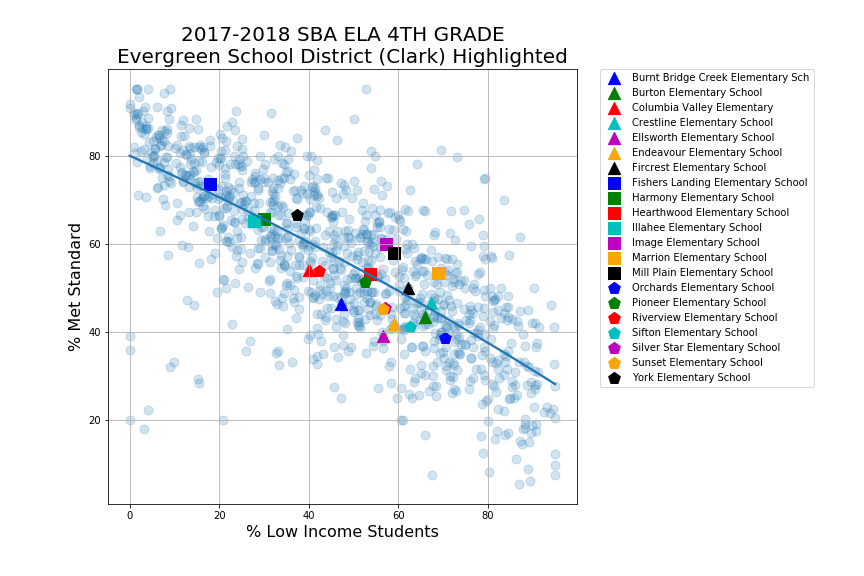 2017-2018 SBA ELA 4TH GRADE
Evergreen School District (Clark) Highlighted
% Met Standard
80
60
40
20
0
20
40
60
80
% Low Income Students
Burnt Bridge Creek Elementary Sch
Burton Elementary School
Columbia Valley Elementary
Crestline Elementary School
Ellsworth Elementary School
Endeavour Elementary School
Fircrest Elementary School
Fishers Landing Elementary School
Harmony Elementary School
Hearthwood Elementary School
Illahee Elementary School
Image Elementary School
Marrion Elementary School
Mill Plain Elementary School
Orchards Elementary School
Pioneer Elementary School
Riverview Elementary School
Sifton Elementary School
Silver Star Elementary School
Sunset Elementary School
York Elementary School